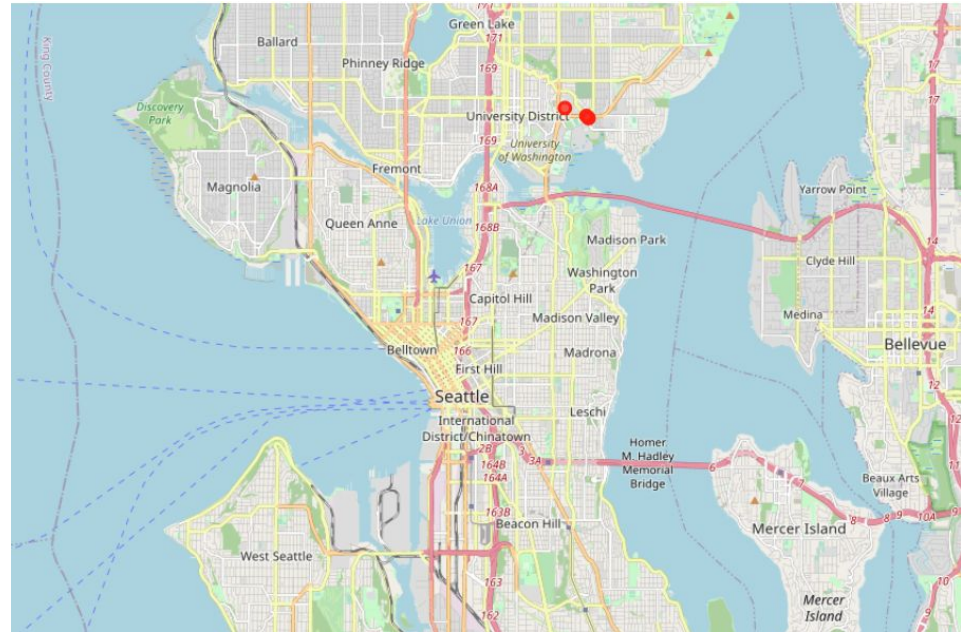 Green Lake
171
17
Ballard
King County
Phinney Ridge
169
17
Discovery
Park
University District
169
University
of Washington
Fremont
Magnolia
168A
Yarrow Point
Lake Union
Queen Anne
168B
Madison Park
14
Clyde Hill
167
Washington
Park
Capitol Hill
14
Medina
Madison Valley
167
Bellevue
Belltown
166
Madrona
First Hill
12
Seattle
Leschi
International
District/Chinatown
Homer
M. Hadley
Memorial
Bridge
2B
3A
6
164B
7
164A
Beaux Arts
Village
8
8
9
10A
9
163B
Beacon Hill
Mercer Island
West Seattle
163
10
Mercer
Island
162